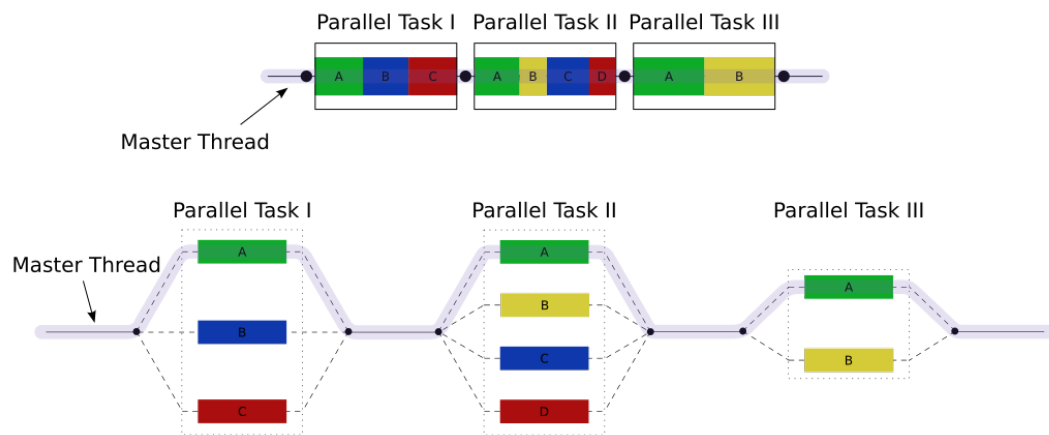 Parallel Task I Parallel Task II Parallel Task III
A B C A B C D A B
Master Thread
Parallel Task I Parallel Task II Parallel Task III
A A
Master Thread
A
B
B
B
C
C
D